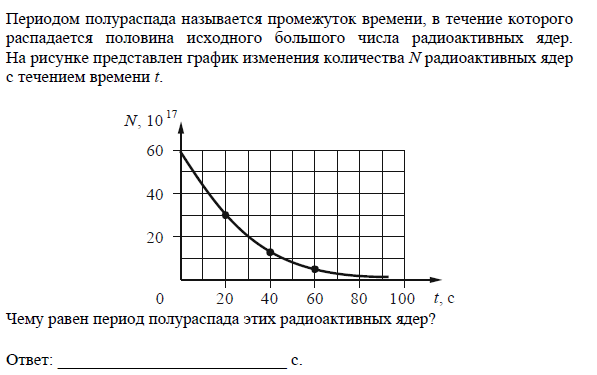 Периодом полураспада называется промежуток времени, в течение которого
распадается половина исходного большого числа радиоактивных ядер.
На рисунке представлен график изменения количества N радиоактивных ядер
с течением времени t.
N, 10 17
60
40
20
0 20 40 60 80 100 t, с
Чему равен период полураспада этих радиоактивных ядер?
Ответ: ____________________________ с.